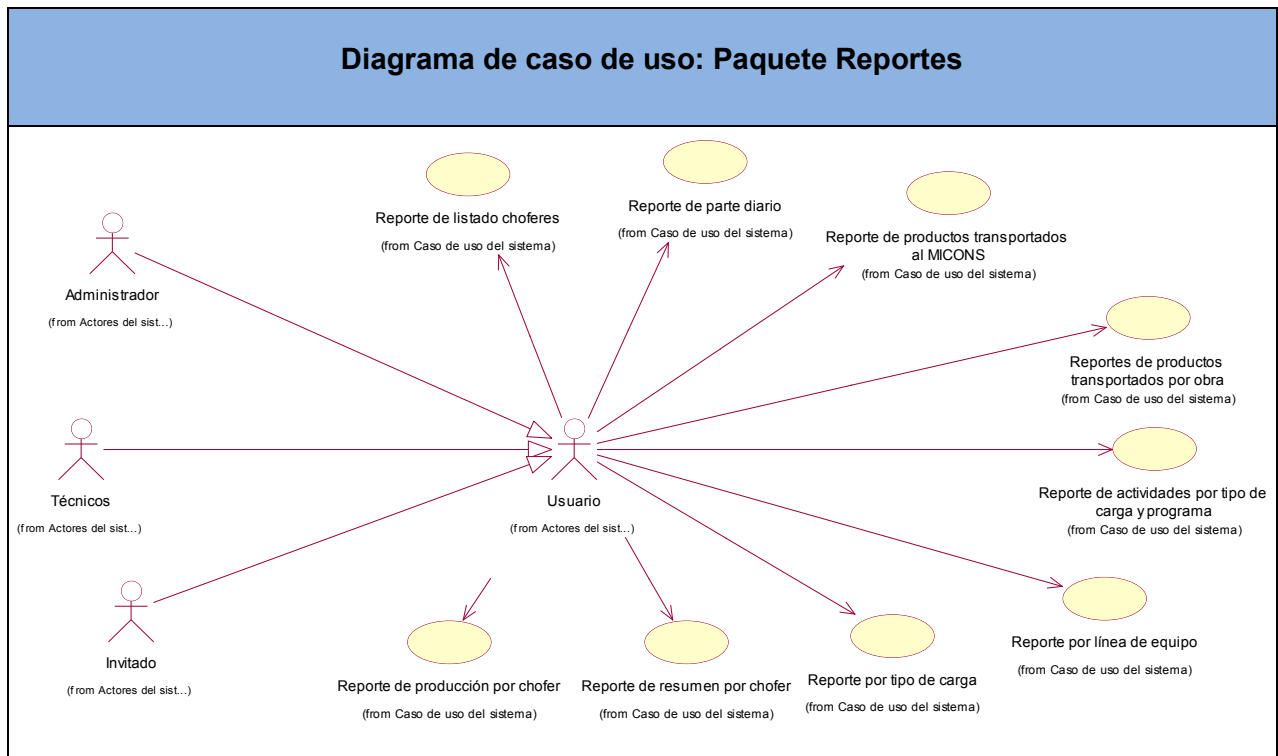 Diagrama de caso de uso: Paquete Reportes
Reporte de listado choferes
(from Caso de uso del sistema)
Reporte de parte diario
(from Caso de uso del sistema)
Reporte de productos transportados
al MICONS
(from Caso de uso del sistema)
Administrador
(from Actores del sist...)
Reportes de productos
transportados por obra
(from Caso de uso del sistema)
Técnicos
(from Actores del sist...)
Usuario
(from Actores del sist...)
Reporte de actividades por tipo de
carga y programa
(from Caso de uso del sistema)
Invitado
(from Actores del sist...)
Reporte de producción por chofer
(from Caso de uso del sistema)
Reporte de resumen por chofer
(from Caso de uso del sistema)
Reporte por tipo de carga
(from Caso de uso del sistema)
Reporte por línea de equipo
(from Caso de uso del sistema)